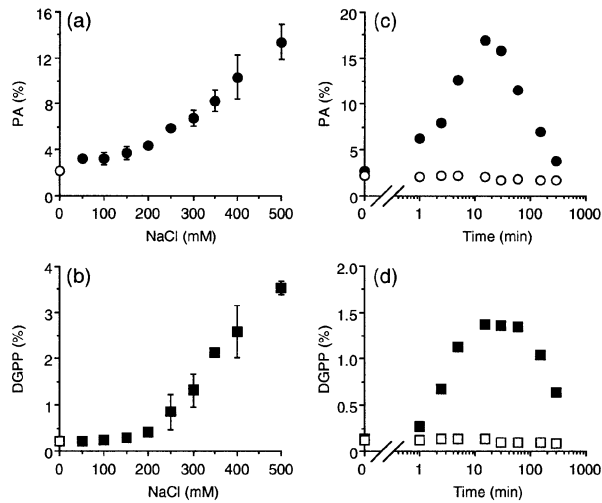 (a)
PA (%)
16
12
8
4
0
0 100 200 300 400 500
NaCl (mM)
(c)
PA (%)
20
15
10
5
0
0 1 10 100 1000
Time (min)
(b)
DGPP (%)
4
3
2
1
0
0 100 200 300 400 500
NaCl (mM)
(d)
DGPP (%)
2.0
1.5
1.0
0.5
0
0 1 10 100 1000
Time (min)